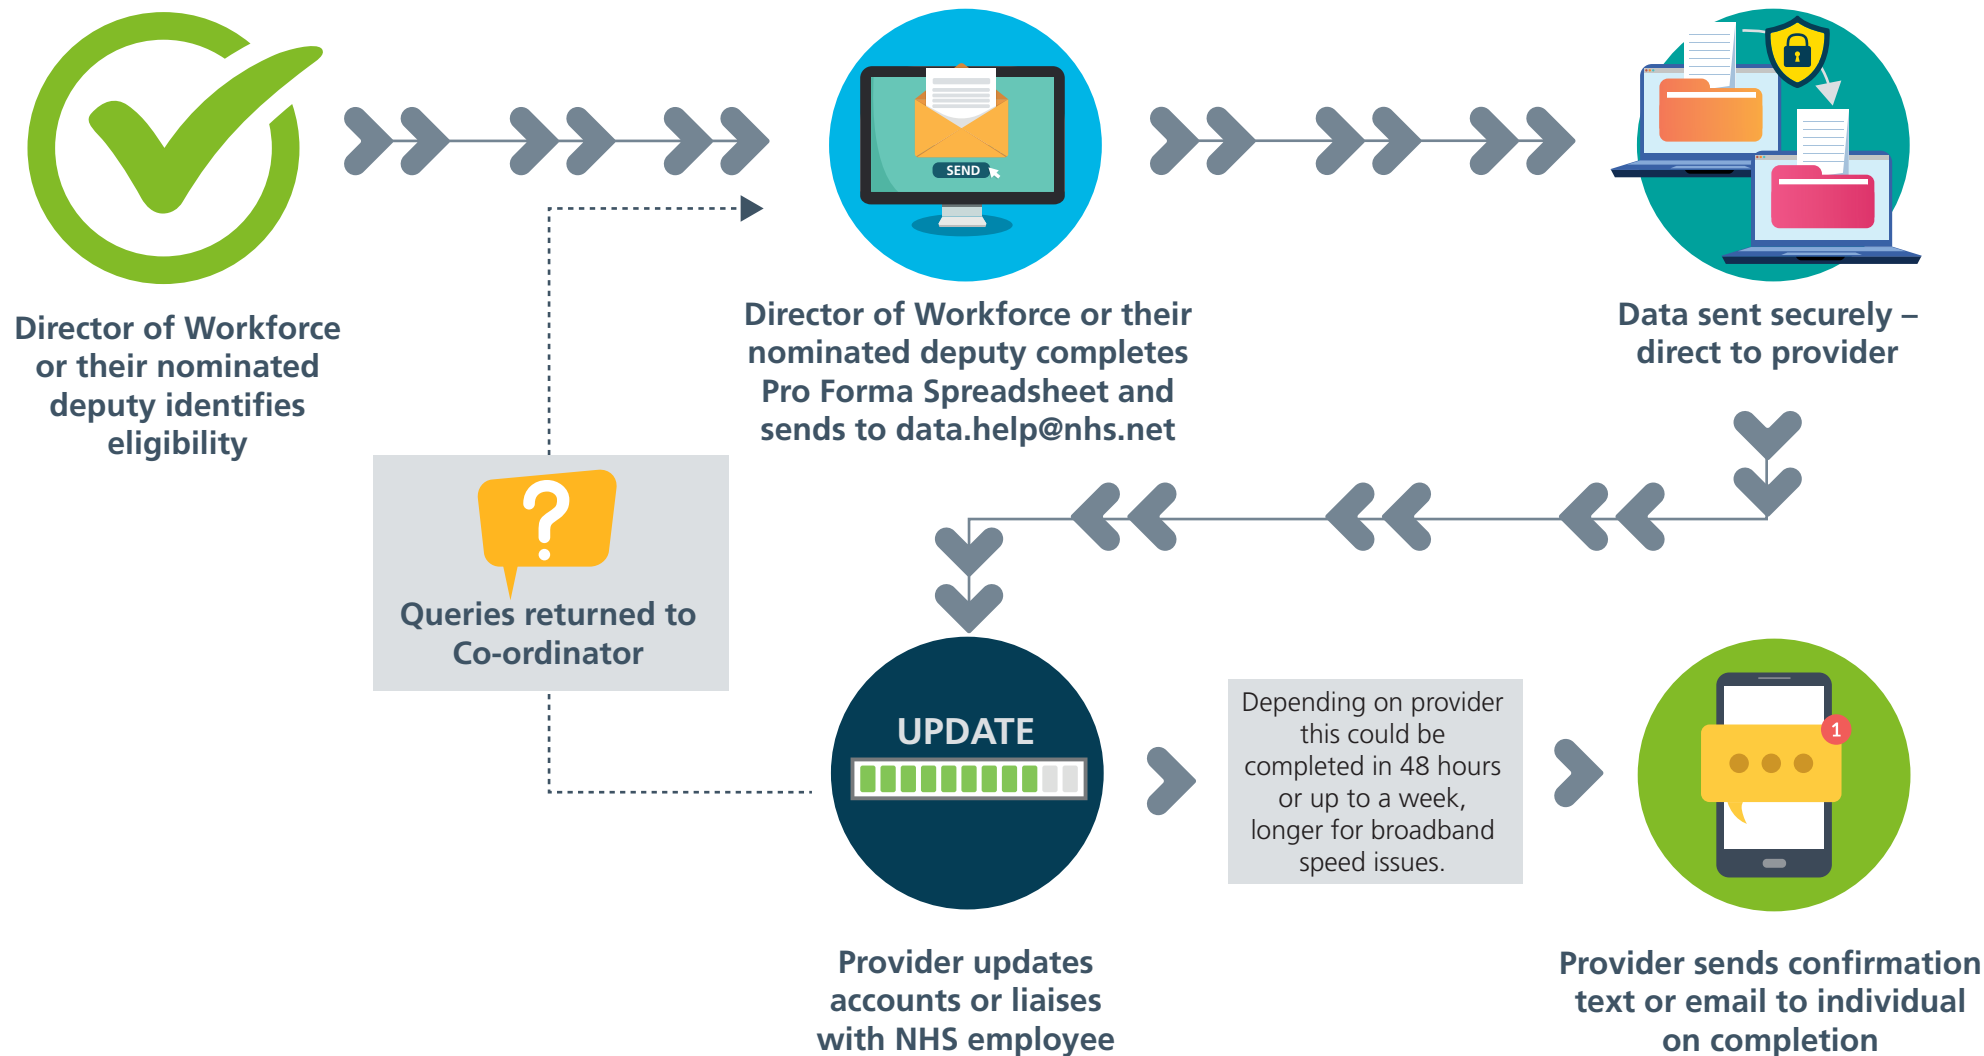 Director of Workforce
or their nominated
deputy identifies
eligibility
SEND
Director of Workforce or their
nominated deputy completes
Pro Forma Spreadsheet and
sends to data.help@nhs.net
Data sent securely –
direct to provider
?
Queries returned to
Co-ordinator
UPDATE
Provider updates
accounts or liaises
with NHS employee
Depending on provider
this could be
completed in 48 hours
or up to a week,
longer for broadband
speed issues.
1
Provider sends confirmation
text or email to individual
on completion